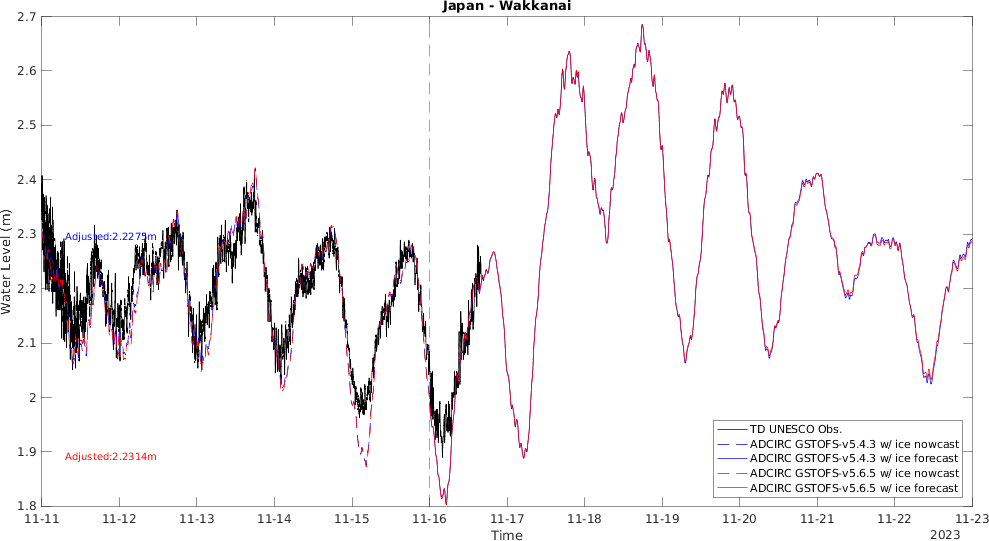 Japan - Wakkanai
2.7
2.6
2.5
2.4
2.3
2.2
2.1
2
1.9
1.8
Water Level (m)
Adjusted:2.2275m
Adjusted:2.2314m
TD UNESCO Obs.
ADCIRC GSTOFS-v5.4.3 w/ ice nowcast
ADCIRC GSTOFS-v5.4.3 w/ ice forecast
ADCIRC GSTOFS-v5.6.5 w/ ice nowcast
ADCIRC GSTOFS-v5.6.5 w/ ice forecast
11-11 11-12 11-13 11-14 11-15 11-16 11-17 11-18 11-19 11-20 11-21 11-22 11-23
Time
2023